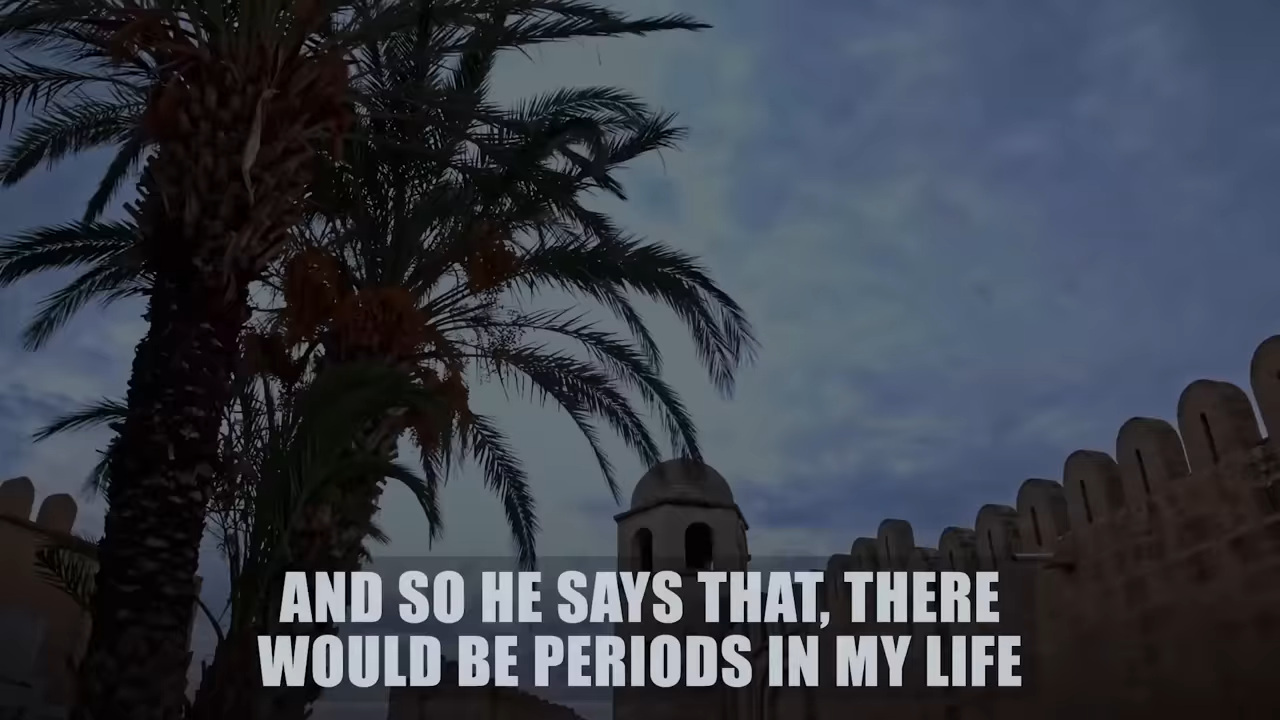 AND SO HE SAYS THAT, THERE
WOULD BE PERIODS IN MY LIFE